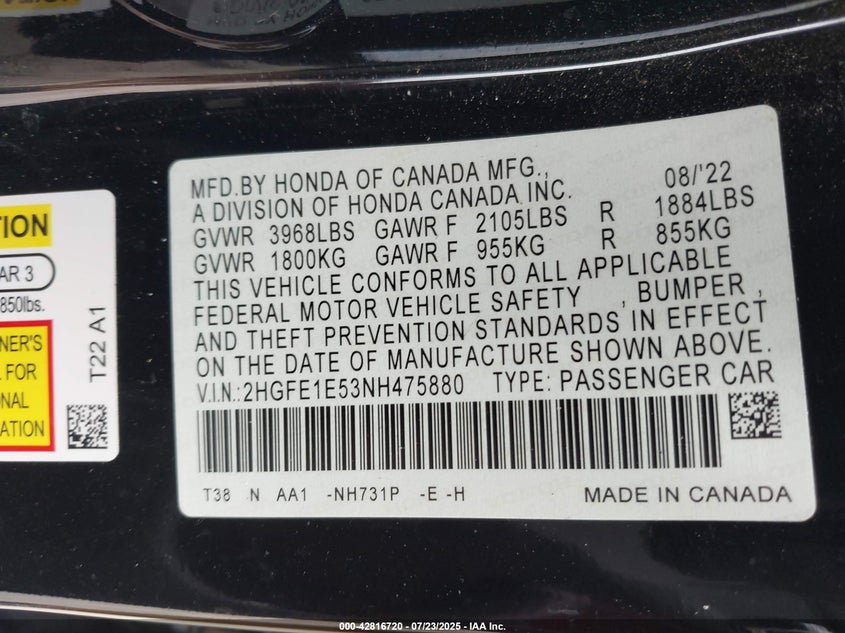 MFD.BY HONDA OF CANADA MFG., 08/'22
A DIVISION OF HONDA CANADA INC.
GVWR 3968LBS GAWR F 2105LBS R 1884LBS
GVWR 1800KG GAWR F 955KG R 855KG
THIS VEHICLE CONFORMS TO ALL APPLICABLE
FEDERAL MOTOR VEHICLE SAFETY , BUMPER ,
AND THEFT PREVENTION STANDARDS IN EFFECT
ON THE DATE OF MANUFACTURE SHOWN ABOVE.
V.I.N.:2HGFE1E53NH475880 TYPE: PASSENGER CAR
T38 N AA1 -NH731P -E -H MADE IN CANADA
TION
AR 3
850lbs.
NER'S
L FOR
ONAL
ATION
T22 A1
000-42816720 — 07/23/2025 - IAA Inc.